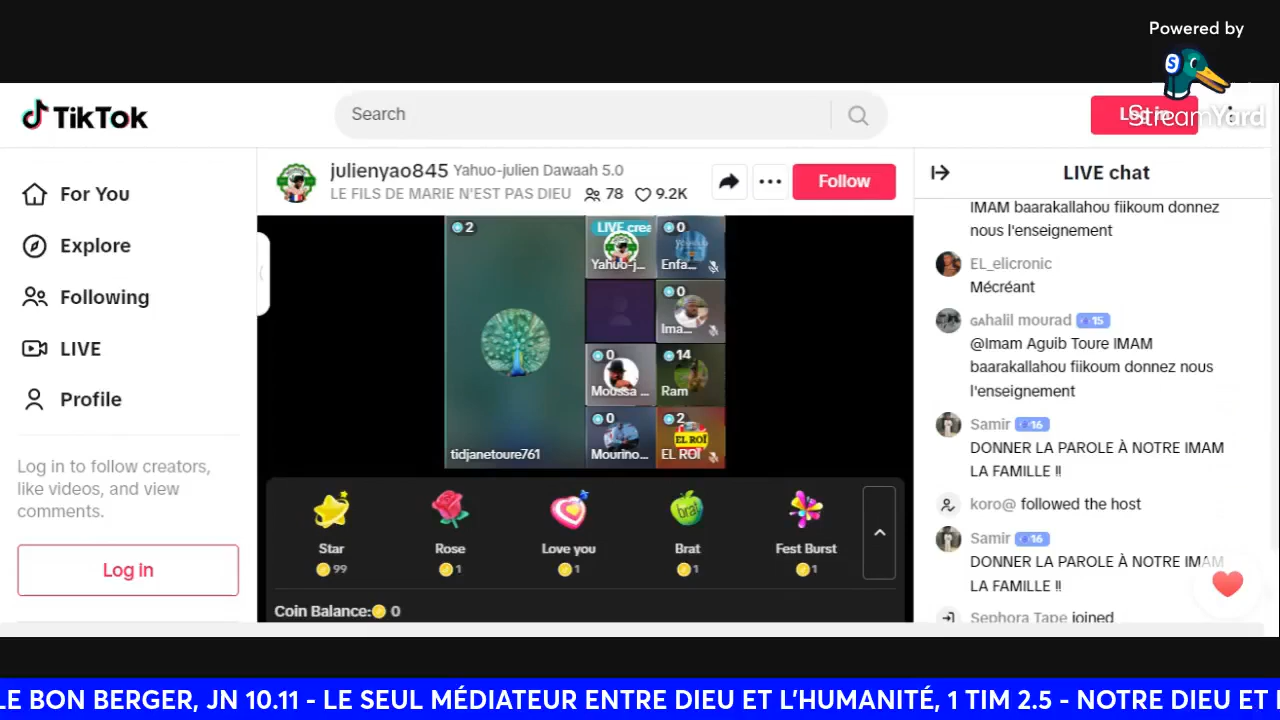 Powered by
S
StreamYard
TikTok
Search
For You
Explore
Following
LIVE
Profile
Log in to follow creators,
like videos, and view
comments.
Log in
julienyao845 Yahuo-julien Dawaah 5.0
LE FILS DE MARIE N'EST PAS DIEU 78 9.2K
Follow
2
tidjanetoure761
LIVE crea
Yahuo-j...
0
Enfa...
0
Ima...
0
Moussa ...
14
Ram
0
Mourino...
2
EL ROÏ
EL ROÏ
Star
99
Rose
1
Love you
1
Brat
1
Fest Burst
1
Coin Balance: 0
LIVE chat
IMAM baarakallahou fiikoum donnez
nous l'enseignement
EL_elicronic
Mécréant
ɢᴀhalil mourad 15
@Imam Aguib Toure IMAM
baarakallahou fiikoum donnez nous
l'enseignement
Samir 16
DONNER LA PAROLE À NOTRE IMAM
LA FAMILLE !!
koro@ followed the host
Samir 16
DONNER LA PAROLE À NOTRE IMAM
LA FAMILLE !!
Sephora Tape joined
LE BON BERGER, JN 10.11 - LE SEUL MÉDIATEUR ENTRE DIEU ET L'HUMANITÉ, 1 TIM 2.5 - NOTRE DIEU ET